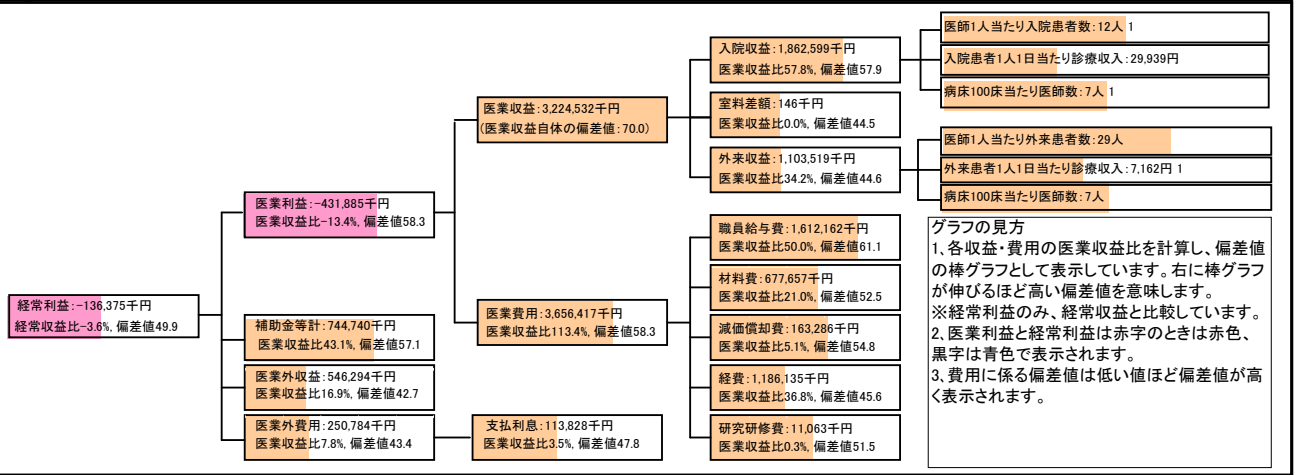 経常利益:-136,375千円
経常収益比-3.6%, 偏差値49.9
医業利益:-431,885千円
医業収益比-13.4%, 偏差値58.3
補助金等計:744,740千円
医業収益比43.1%, 偏差値57.1
医業外収益:546,294千円
医業収益比16.9%, 偏差値42.7
医業外費用:250,784千円
医業収益比7.8%, 偏差値43.4
支払利息:113,828千円
医業収益比3.5%, 偏差値47.8
医業収益:3,224,532千円
(医業収益自体の偏差値:70.0)
医業費用:3,656,417千円
医業収益比113.4%, 偏差値58.3
入院収益:1,862,599千円
医業収益比57.8%, 偏差値57.9
室料差額:146千円
医業収益比0.0%, 偏差値44.5
外来収益:1,103,519千円
医業収益比34.2%, 偏差値44.6
職員給与費:1,612,162千円
医業収益比50.0%, 偏差値61.1
材料費:677,657千円
医業収益比21.0%, 偏差値52.5
減価償却費:163,286千円
医業収益比5.1%, 偏差値54.8
経費:1,186,135千円
医業収益比36.8%, 偏差値45.6
研究研修費:11,063千円
医業収益比0.3%, 偏差値51.5
医師1人当たり入院患者数:12人 1
入院患者1人1日当たり診療収入:29,939円
病床100床当たり医師数:7人 1
医師1人当たり外来患者数:29人
外来患者1人1日当たり診療収入:7,162円 1
病床100床当たり医師数:7人
グラフの見方
1、各収益・費用の医業収益比を計算し、偏差値
の棒グラフとして表示しています。右に棒グラフ
が伸びるほど高い偏差値を意味します。
※経常利益のみ、経常収益と比較しています。
2、医業利益と経常利益は赤字のときは赤色、
黒字は青色で表示されます。
3、費用に係る偏差値は低い値ほど偏差値が高
く表示されます。